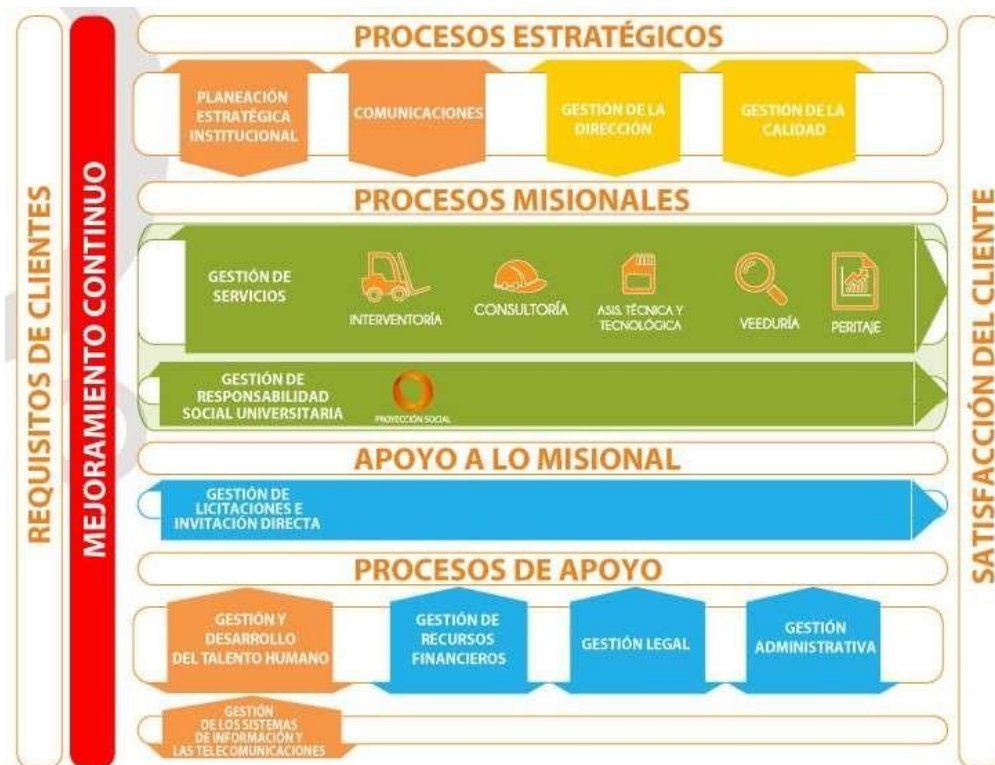 REQUISITOS DE CLIENTES
MEJORAMIENTO CONTINUO
PROCESOS ESTRATÉGICOS
PLANEACIÓN
ESTRATÉGICA
INSTITUCIONAL
COMUNICACIONES
GESTIÓN DE LA
DIRECCIÓN
GESTIÓN DE LA
CALIDAD
PROCESOS MISIONALES
GESTIÓN DE
SERVICIOS
INTERVENTORÍA
CONSULTORÍA
ASIS. TÉCNICA Y
TECNOLÓGICA
VEEDURÍA
PERITAJE
GESTIÓN DE
RESPONSABILIDAD
SOCIAL UNIVERSITARIA
PROYECCIÓN SOCIAL
APOYO A LO MISIONAL
GESTIÓN DE
LICITACIONES E
INVITACIÓN DIRECTA
PROCESOS DE APOYO
GESTIÓN Y
DESARROLLO
DEL TALENTO HUMANO
GESTIÓN DE
RECURSOS
FINANCIEROS
GESTIÓN LEGAL
GESTIÓN
ADMINISTRATIVA
GESTIÓN
DE LOS SISTEMAS
DE INFORMACIÓN Y
LAS TELECOMUNICACIONES
SATISFACCIÓN DEL CLIENTE